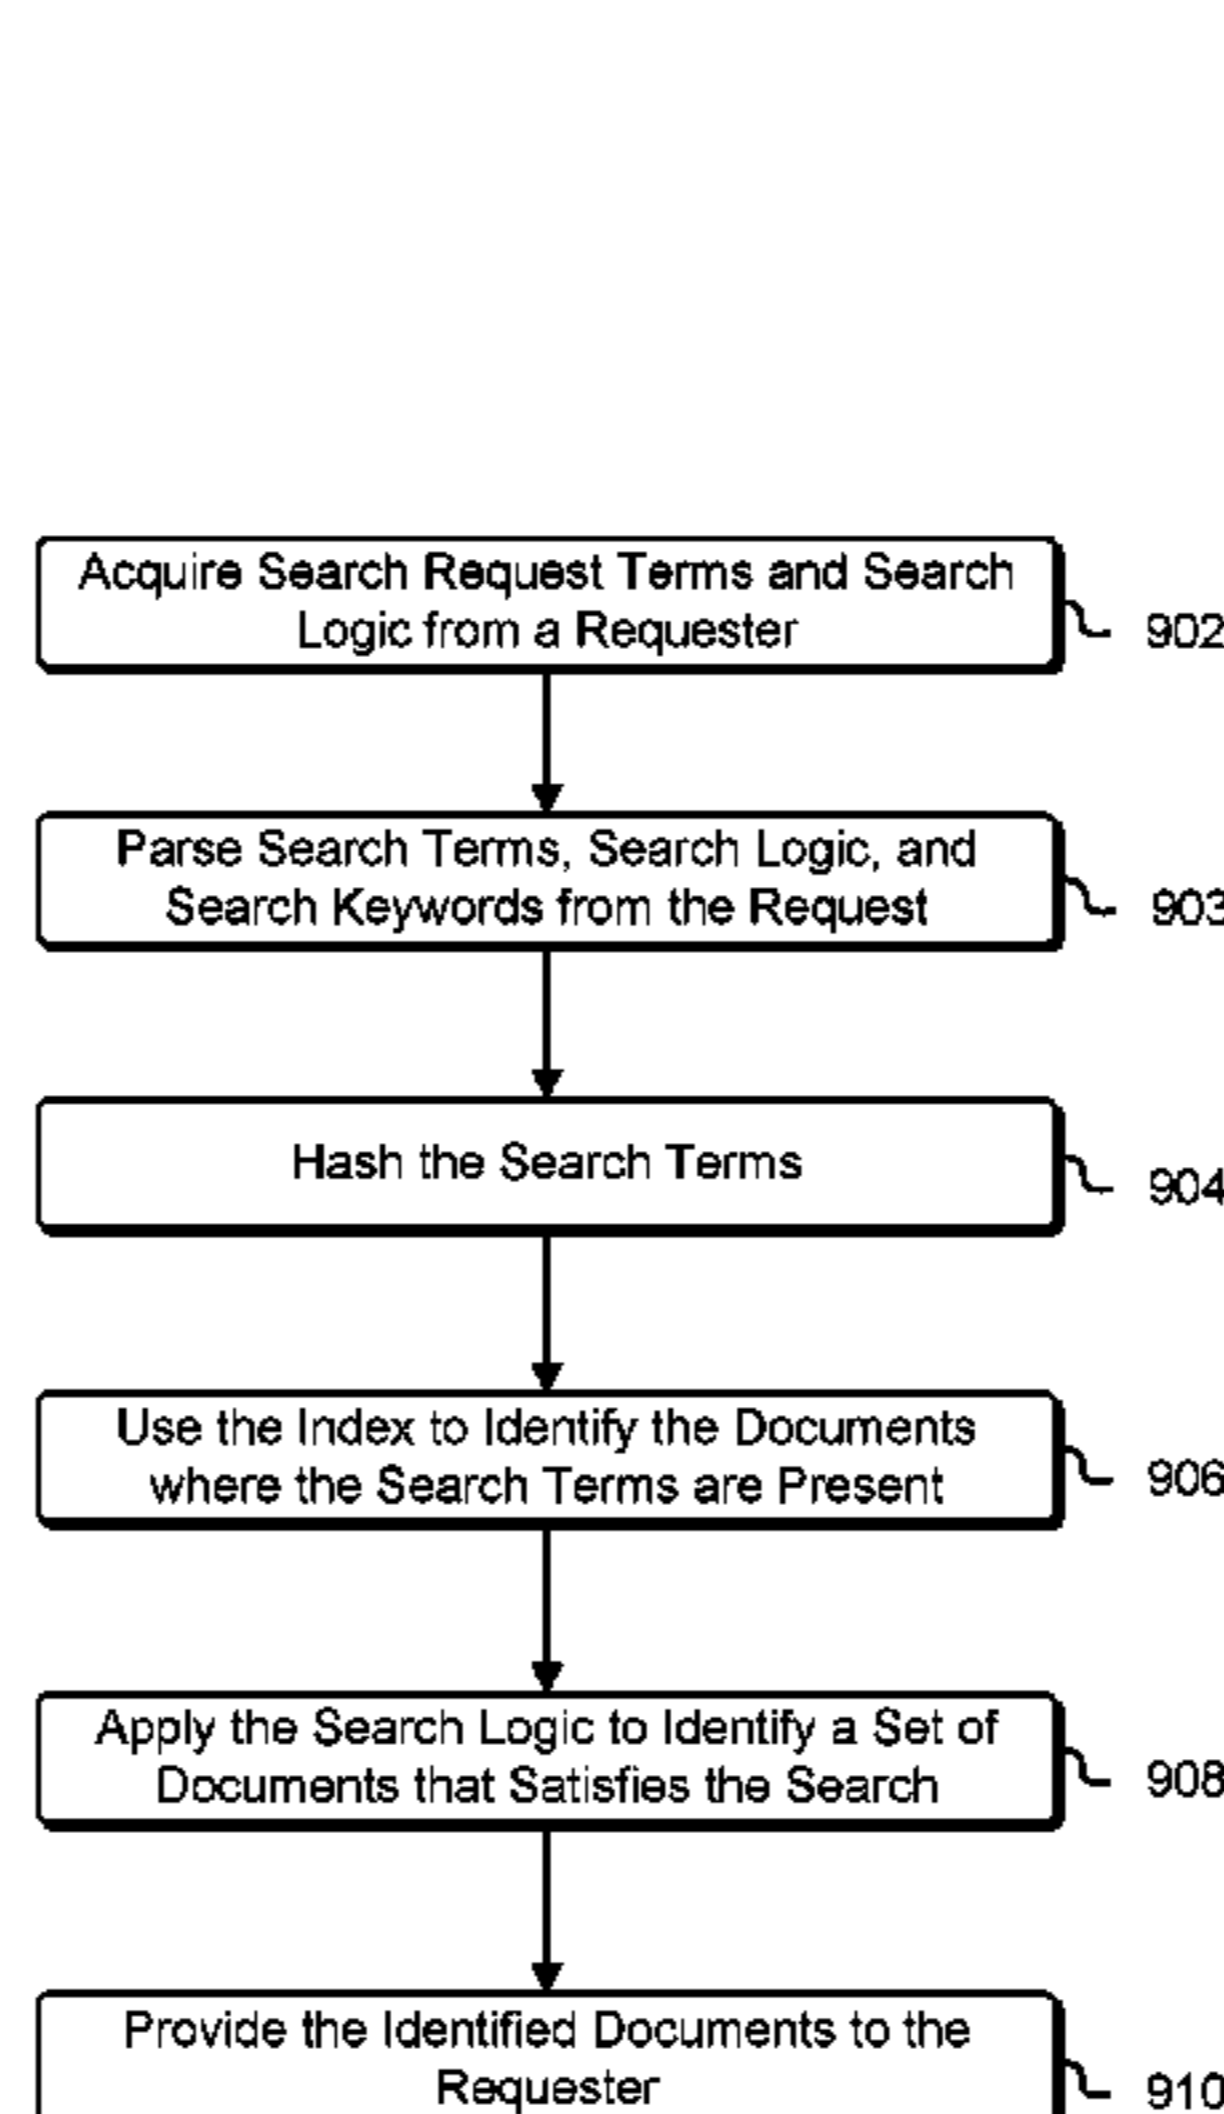 Acquire Search Request Terms and Search
Logic from a Requester
902
Parse Search Terms, Search Logic, and
Search Keywords from the Request
903
Hash the Search Terms
904
Use the Index to Identify the Documents
where the Search Terms are Present
906
Apply the Search Logic to Identify a Set of
Documents that Satisfies the Search
908
Provide the Identified Documents to the
Requester
910